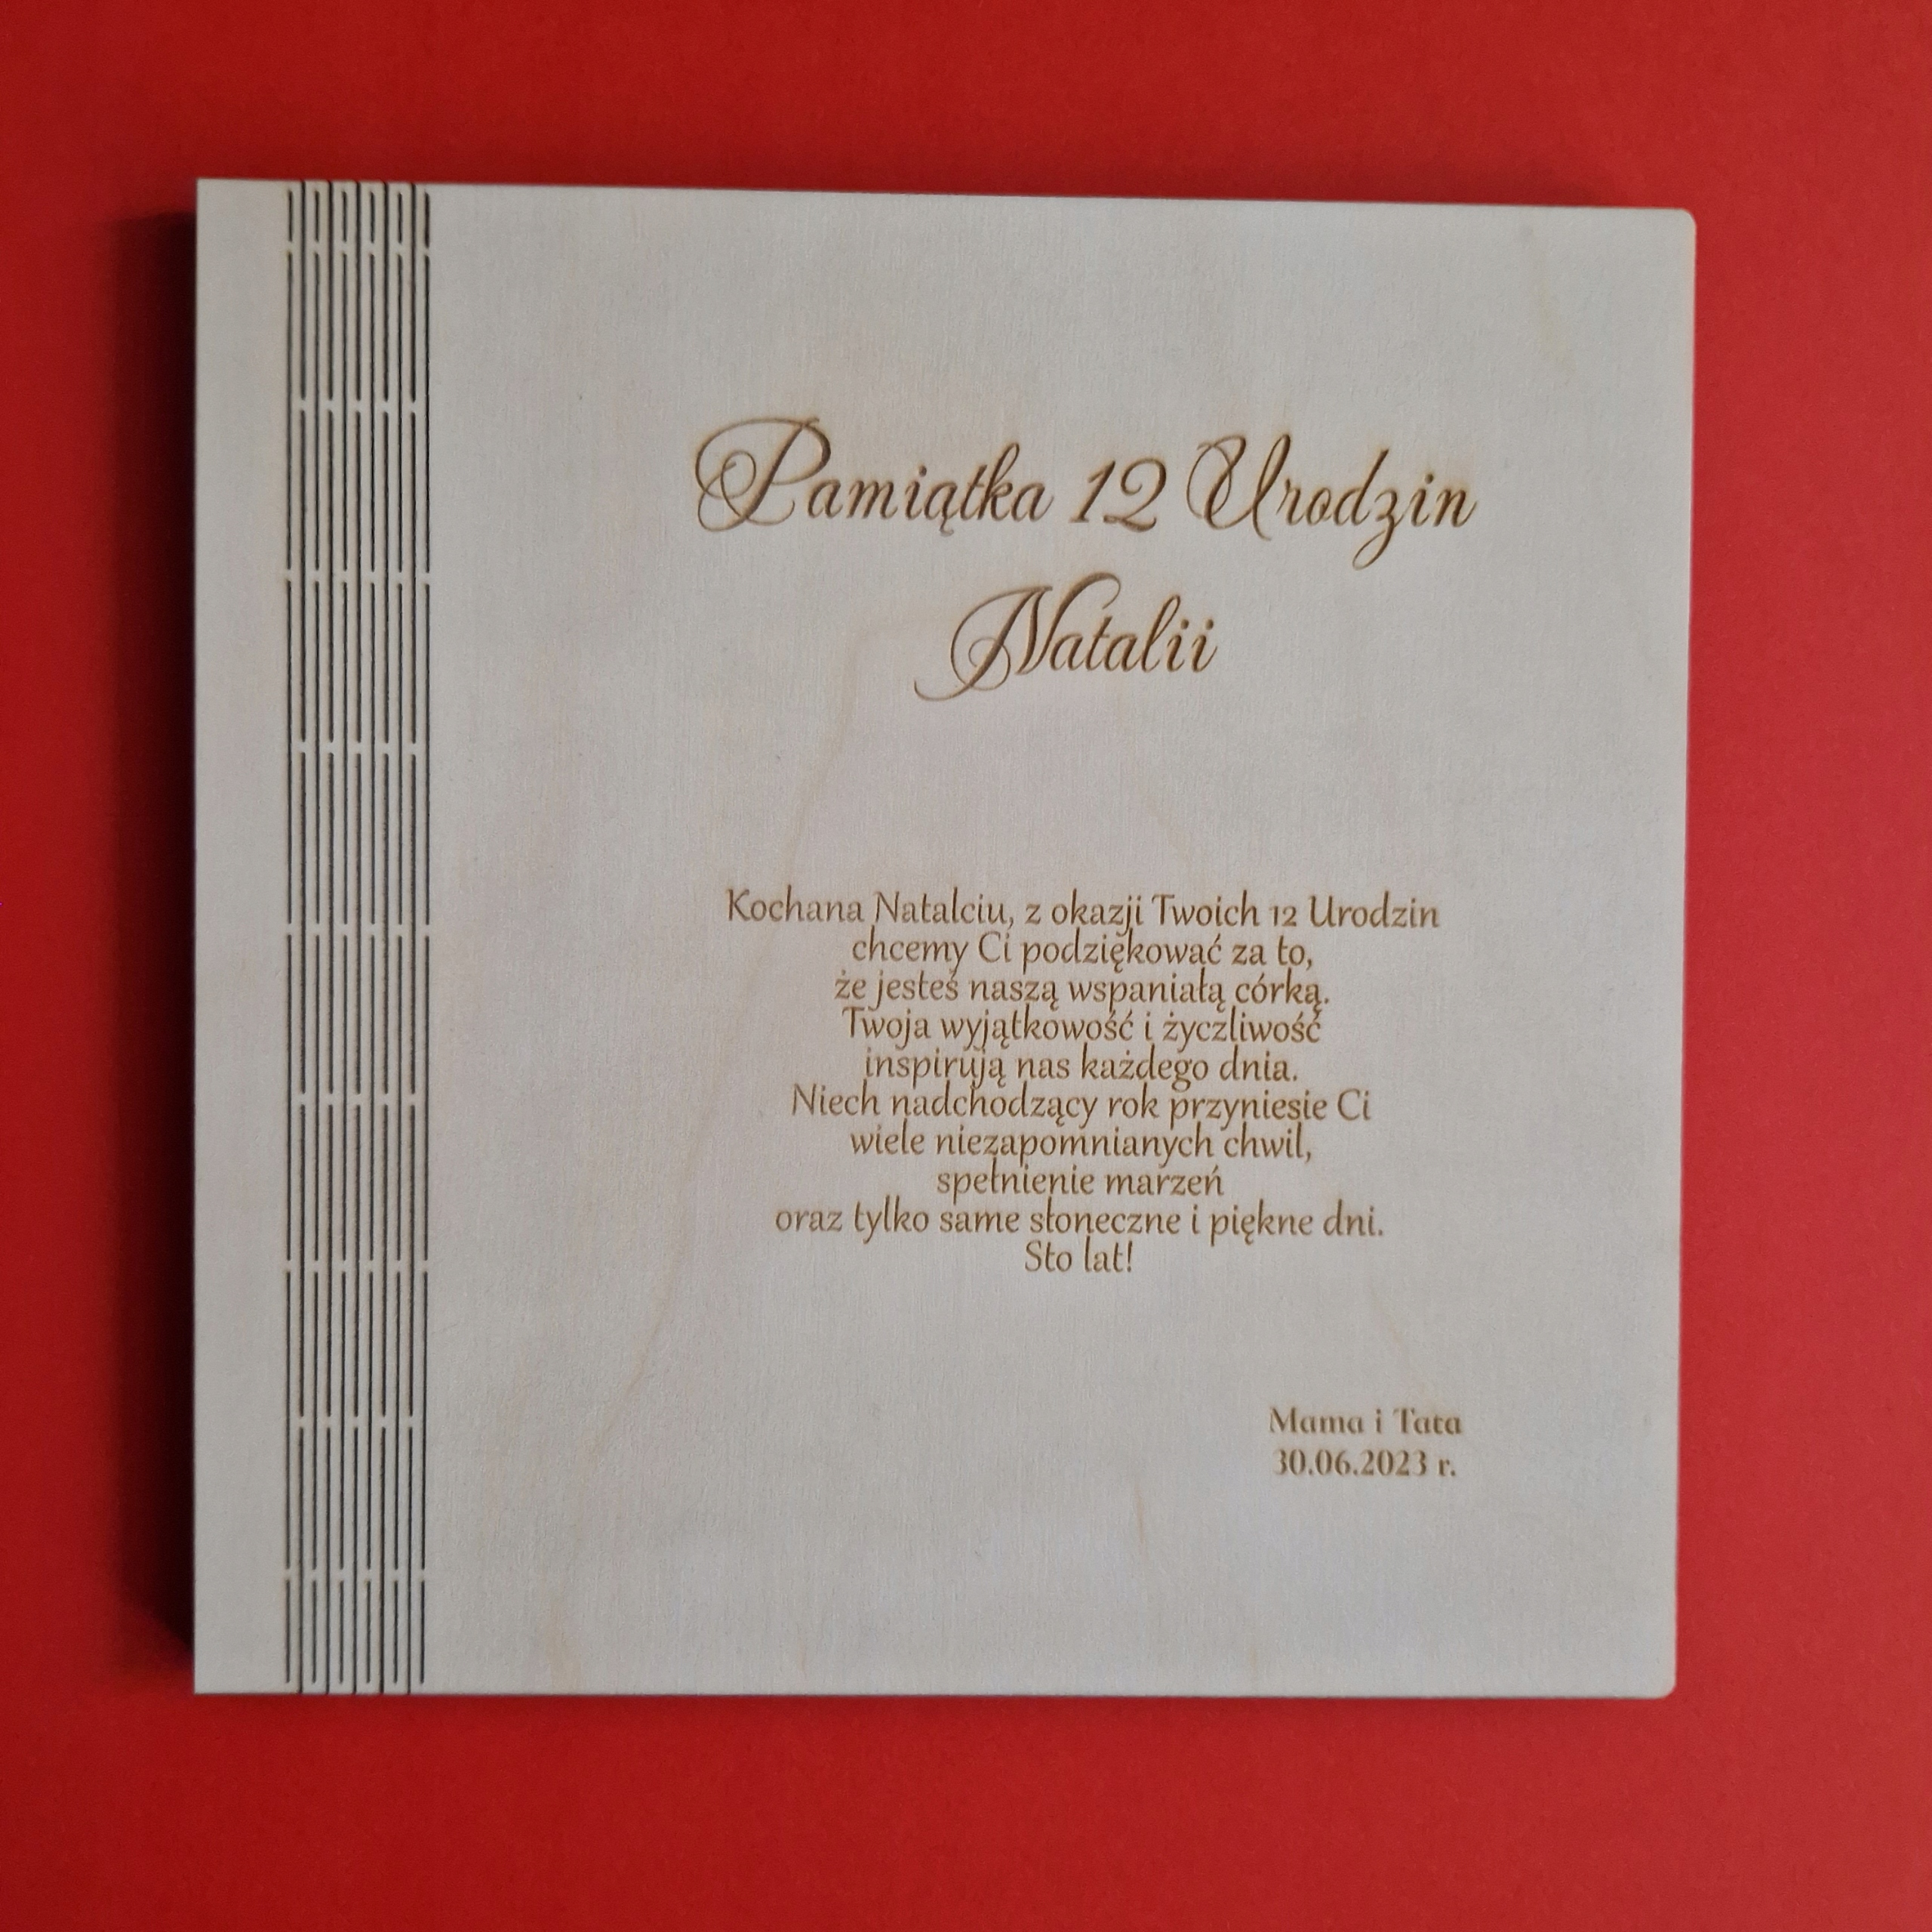 Pamiątka 12 Urodzin
Natalii
Kochana Natalciu, z okazji Twoich 12 Urodzin
chcemy Ci podziękować za to,
że jesteś naszą wspaniałą córką.
Twoja wyjątkowość i życzliwość
inspirują nas każdego dnia.
Niech nadchodzący rok przyniesie Ci
wiele niezapomnianych chwil,
spełnienie marzeń
oraz tylko same słoneczne i piękne dni.
Sto lat!
Mama i Tata
30.06.2023 r.